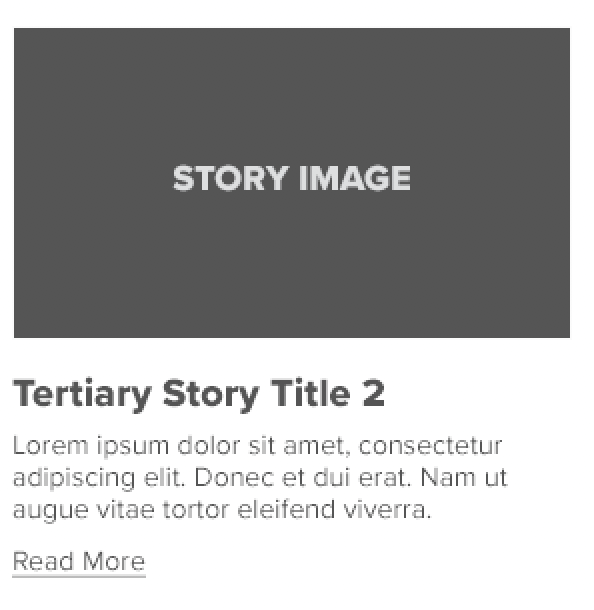 STORY IMAGE
Tertiary Story Title 2
Lorem ipsum dolor sit amet, consectetur
adipiscing elit. Donec et dui erat. Nam ut
augue vitae tortor eleifend viverra.
Read More